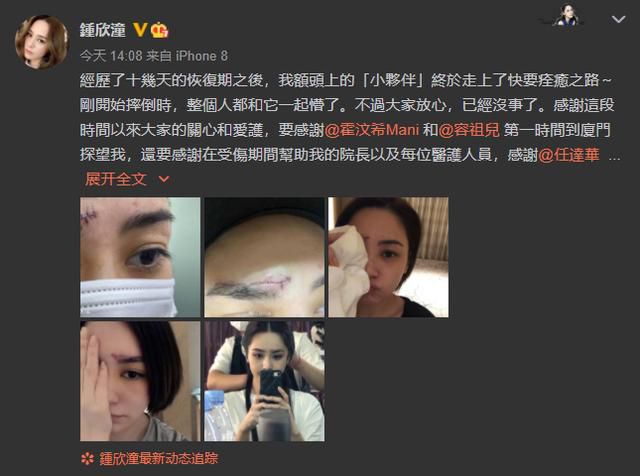 鍾欣潼
今天 14:08 来自 iPhone 8
經歷了十幾天的恢復期之後，我額頭上的「小夥伴」終於走上了快要痊癒之路～
剛開始摔倒時，整個人都和它一起懵了。不過大家放心，已經沒事了。感謝這段
時間以來大家的關心和愛護，要感謝@霍汶希Mani 和@容祖兒 第一時間到廈門
探望我，還要感謝在受傷期間幫助我的院長以及每位醫護人員，感謝@任達華 ...
展开全文
鍾欣潼最新动态追踪